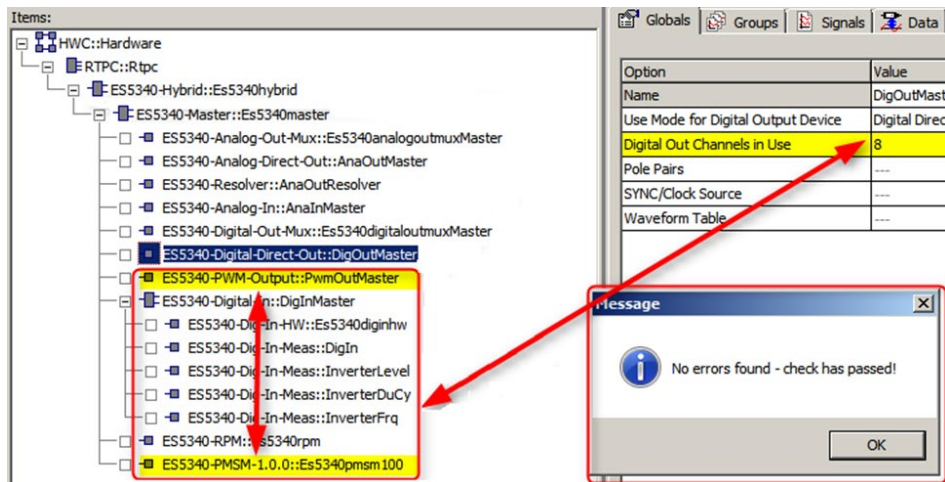 Items:
HWC::Hardware
RTPC::Rtpc
ES5340-Hybrid::Es5340hybrid
ES5340-Master::Es5340master
ES5340-Analog-Out-Mux::Es5340analogoutmuxMaster
ES5340-Analog-Direct-Out::AnaOutMaster
ES5340-Resolver::AnaOutResolver
ES5340-Analog-In::AnaInMaster
ES5340-Digital-Out-Mux::Es5340digitaloutmuxMaster
ES5340-Digital-Direct-Out::DigOutMaster
ES5340-PWM-Output::PwmOutMaster
ES5340-Digital-In::DigInMaster
ES5340-Dig-In-HW::Es5340diginhw
ES5340-Dig-In-Meas::DigIn
ES5340-Dig-In-Meas::InverterLevel
ES5340-Dig-In-Meas::InverterDuCy
ES5340-Dig-In-Meas::InverterFrq
ES5340-RPM::Es5340rpm
ES5340-PMSM-1.0.0::Es5340pmsm100
Globals Groups Signals Data
Option Value
Name DigOutMast
Use Mode for Digital Output Device Digital Direc
Digital Out Channels in Use 8
Pole Pairs ---
SYNC/Clock Source ---
Waveform Table ---
Message
No errors found - check has passed!
OK